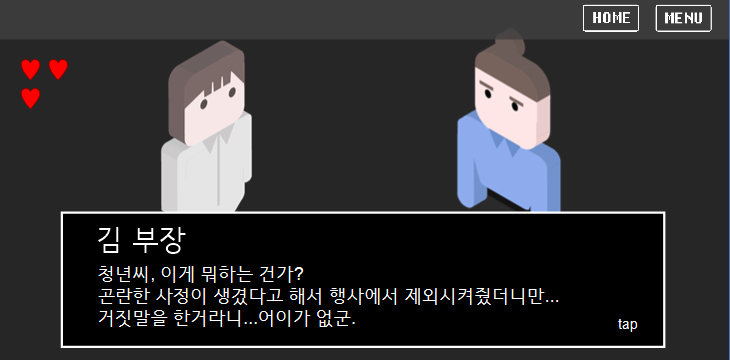 HOME MENU
김 부장
청년씨, 이게 뭐하는 건가?
곤란한 사정이 생겼다고 해서 행사에서 제외시켜줬더니만...
거짓말을 한거라니...어이가 없군.
tap